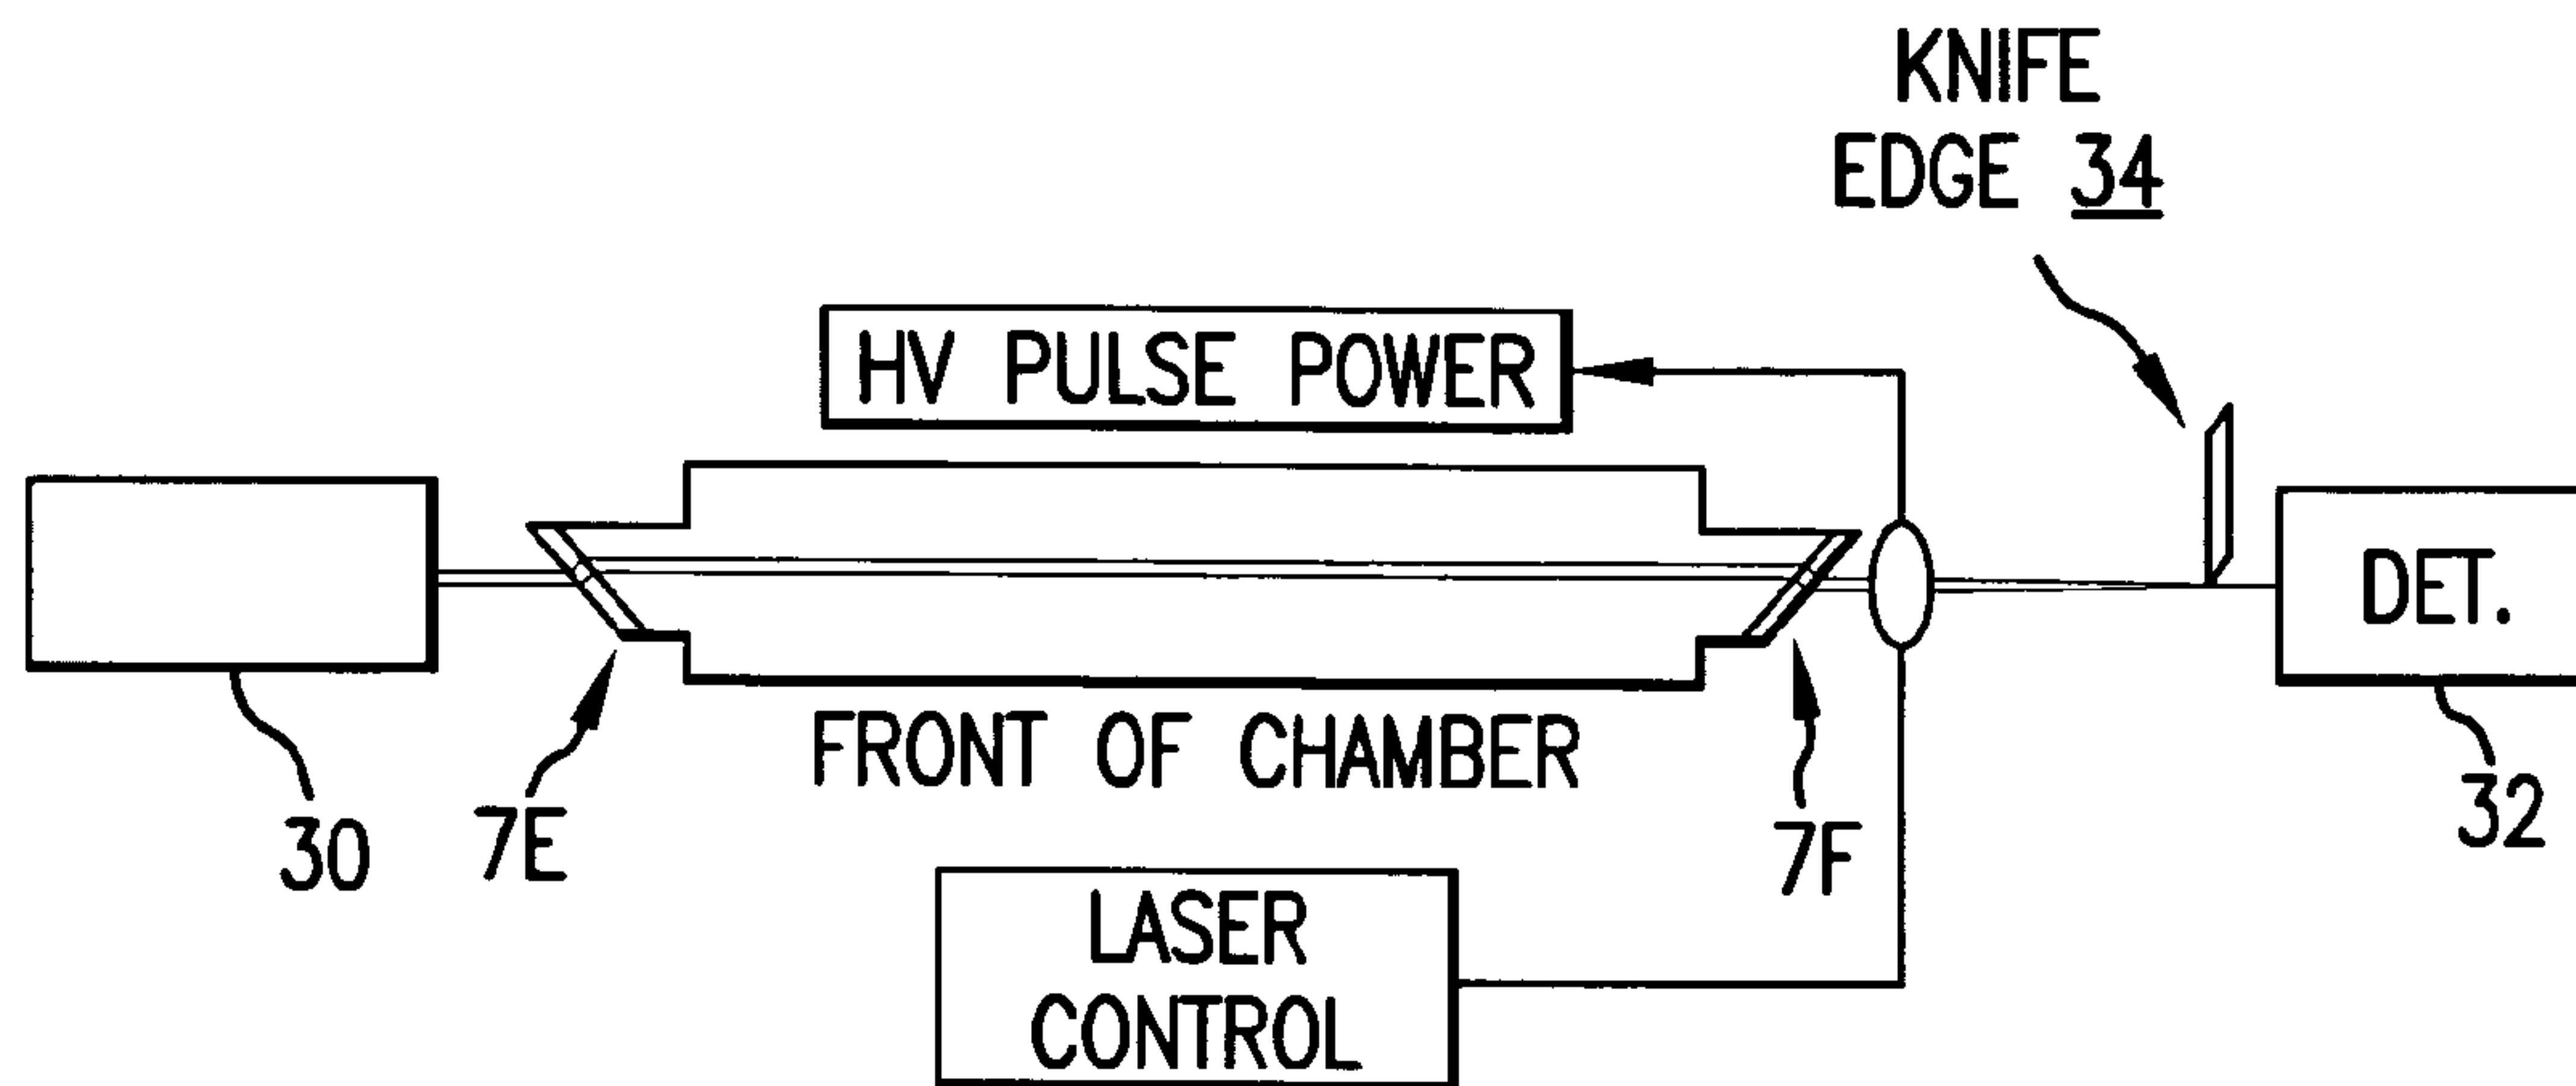 KNIFE
EDGE 34
HV PULSE POWER
DET.
FRONT OF CHAMBER
30
7E
7F
32
LASER
CONTROL